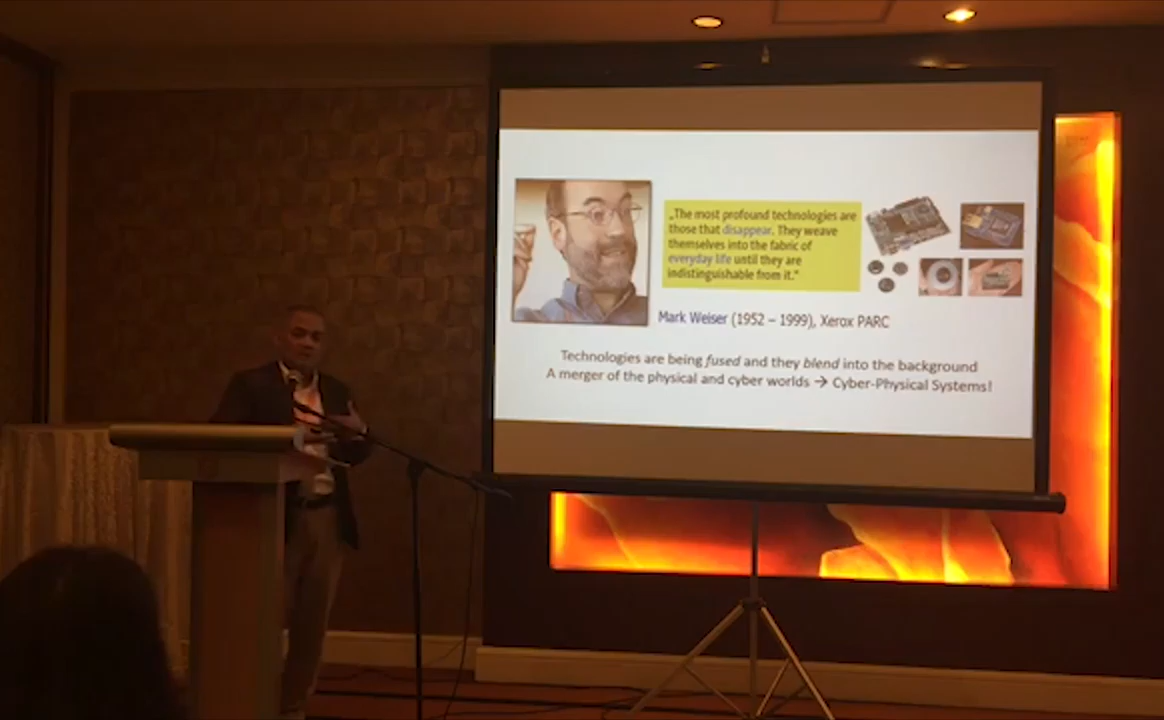 „The most profound technologies are
those that disappear. They weave
themselves into the fabric of
everyday life until they are
indistinguishable from it."
Mark Weiser (1952 – 1999), Xerox PARC
Technologies are being fused and they blend into the background
A merger of the physical and cyber worlds → Cyber-Physical Systems!